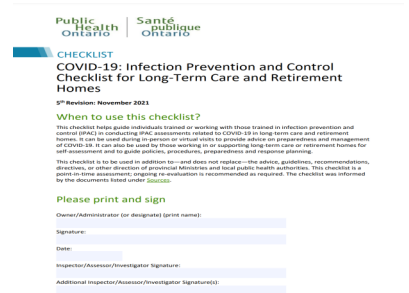 Public Health Ontario
Santé publique Ontario
CHECKLIST
COVID-19: Infection Prevention and Control
Checklist for Long-Term Care and Retirement
Homes
5th Revision: November 2021
When to use this checklist?
This checklist helps guide individuals trained or working with those trained in infection prevention and
control (IPAC) in conducting IPAC assessments related to COVID-19 in long-term care and retirement
homes. It can be used during in-person or virtual visits to provide advice on preparedness and management
of COVID-19. It can also be used by those working in or supporting long-term care or retirement homes for
self-assessment and to guide policies, procedures, preparedness and response planning.
This checklist is to be used in addition to—and does not replace—the advice, guidelines, recommendations,
directives, or other direction of provincial Ministries and local public health authorities. This checklist is a
point-in-time assessment; ongoing re-evaluation is recommended as required. The checklist was informed
by the documents listed under Sources.
Please print and sign
Owner/Administrator (or designate) (print name):
Signature:
Date:
Inspector/Assessor/Investigator Signature:
Additional Inspector/Assessor/Investigator Signature(s):